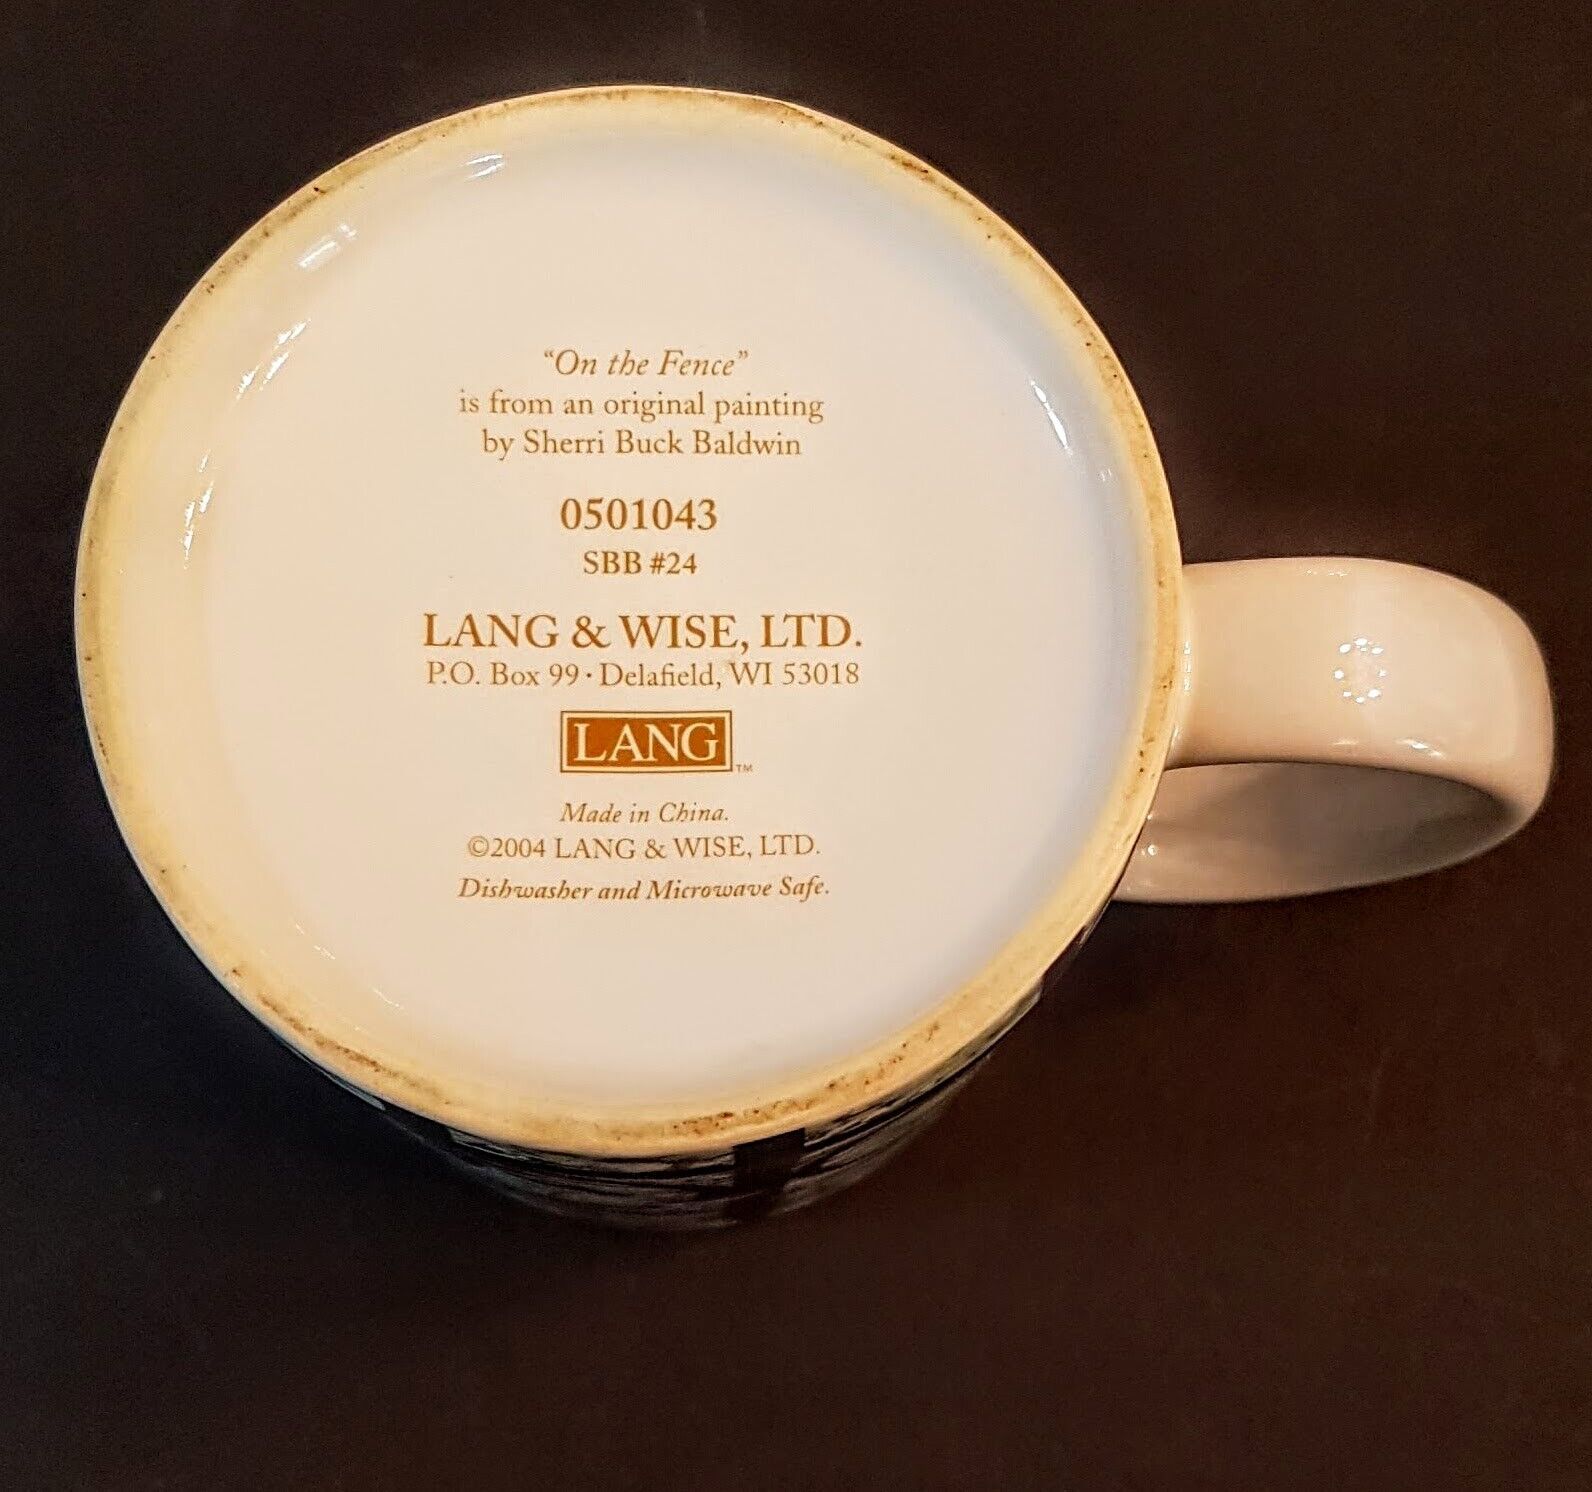 “On the Fence”
is from an original painting
by Sherri Buck Baldwin
0501043
SBB #24
LANG & WISE, LTD.
P.O. Box 99 · Delafield, WI 53018
LANG™
Made in China.
©2004 LANG & WISE, LTD.
Dishwasher and Microwave Safe.